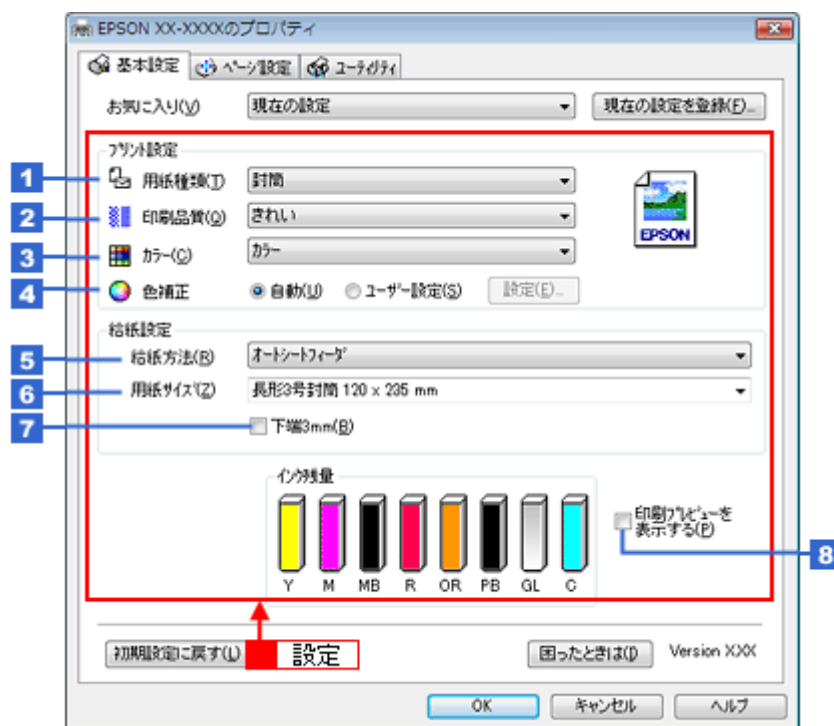 EPSON XX-XXXXのプロパティ
基本設定 ページ設定 ユーティリティ
お気に入り(V) 現在の設定 現在の設定を登録(F)...
プリント設定
1 用紙種類(T) 封筒
2 印刷品質(Q) きれい
EPSON
3 カラー(C) カラー
4 色補正 自動(U) ユーザー設定(S) 設定(E)...
給紙設定
5 給紙方法(R) オートシートフィーダ
6 用紙サイズ(Z) 長形3号封筒 120 x 235 mm
7 下端3mm(B)
インク残量
印刷プレビューを
表示する(P)
8
Y M MB R OR PB GL C
初期設定に戻す(L) 設定 困ったときは(I) Version X.XX
OK キャンセル ヘルプ